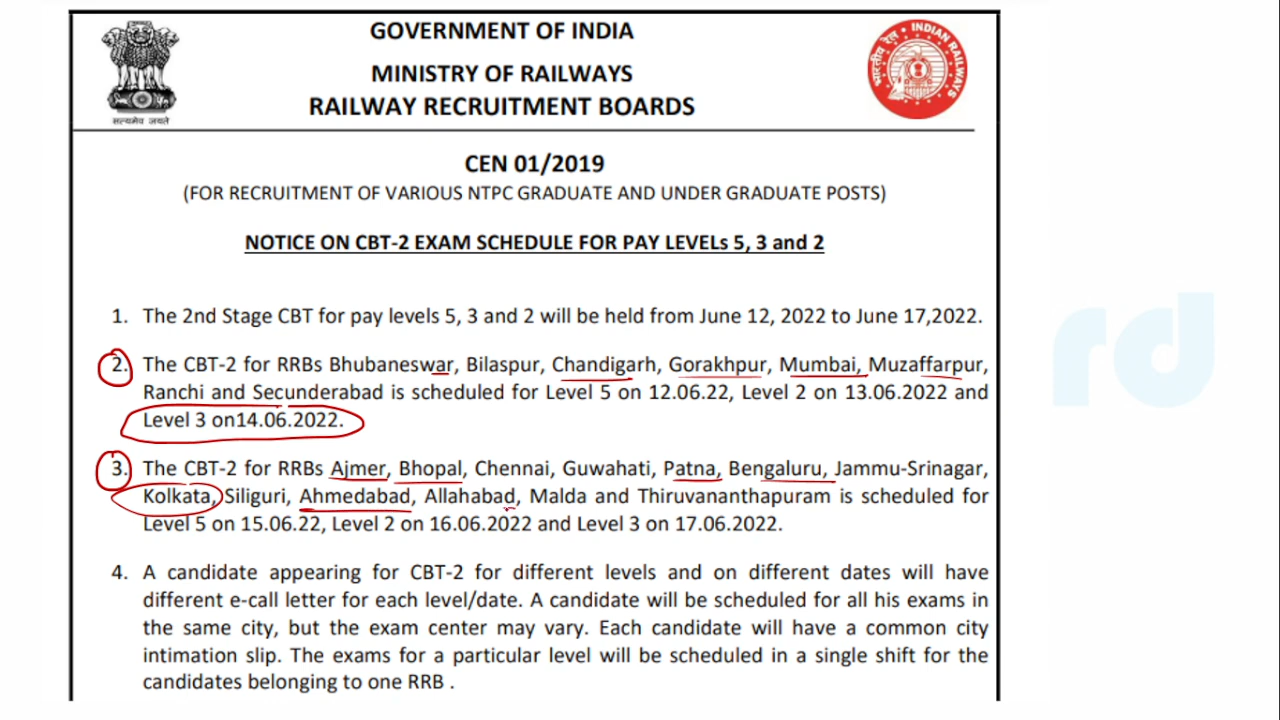 GOVERNMENT OF INDIA
MINISTRY OF RAILWAYS
RAILWAY RECRUITMENT BOARDS
सत्यमेव जयते
भारतीय रेल • INDIAN RAILWAYS
CEN 01/2019
(FOR RECRUITMENT OF VARIOUS NTPC GRADUATE AND UNDER GRADUATE POSTS)
NOTICE ON CBT-2 EXAM SCHEDULE FOR PAY LEVELs 5, 3 and 2
1. The 2nd Stage CBT for pay levels 5, 3 and 2 will be held from June 12, 2022 to June 17,2022.
2. The CBT-2 for RRBs Bhubaneswar, Bilaspur, Chandigarh, Gorakhpur, Mumbai, Muzaffarpur,
Ranchi and Secunderabad is scheduled for Level 5 on 12.06.22, Level 2 on 13.06.2022 and
Level 3 on14.06.2022.
3. The CBT-2 for RRBs Ajmer, Bhopal, Chennai, Guwahati, Patna, Bengaluru, Jammu-Srinagar,
Kolkata, Siliguri, Ahmedabad, Allahabad, Malda and Thiruvananthapuram is scheduled for
Level 5 on 15.06.22, Level 2 on 16.06.2022 and Level 3 on 17.06.2022.
4. A candidate appearing for CBT-2 for different levels and on different dates will have
different e-call letter for each level/date. A candidate will be scheduled for all his exams in
the same city, but the exam center may vary. Each candidate will have a common city
intimation slip. The exams for a particular level will be scheduled in a single shift for the
candidates belonging to one RRB .
rd